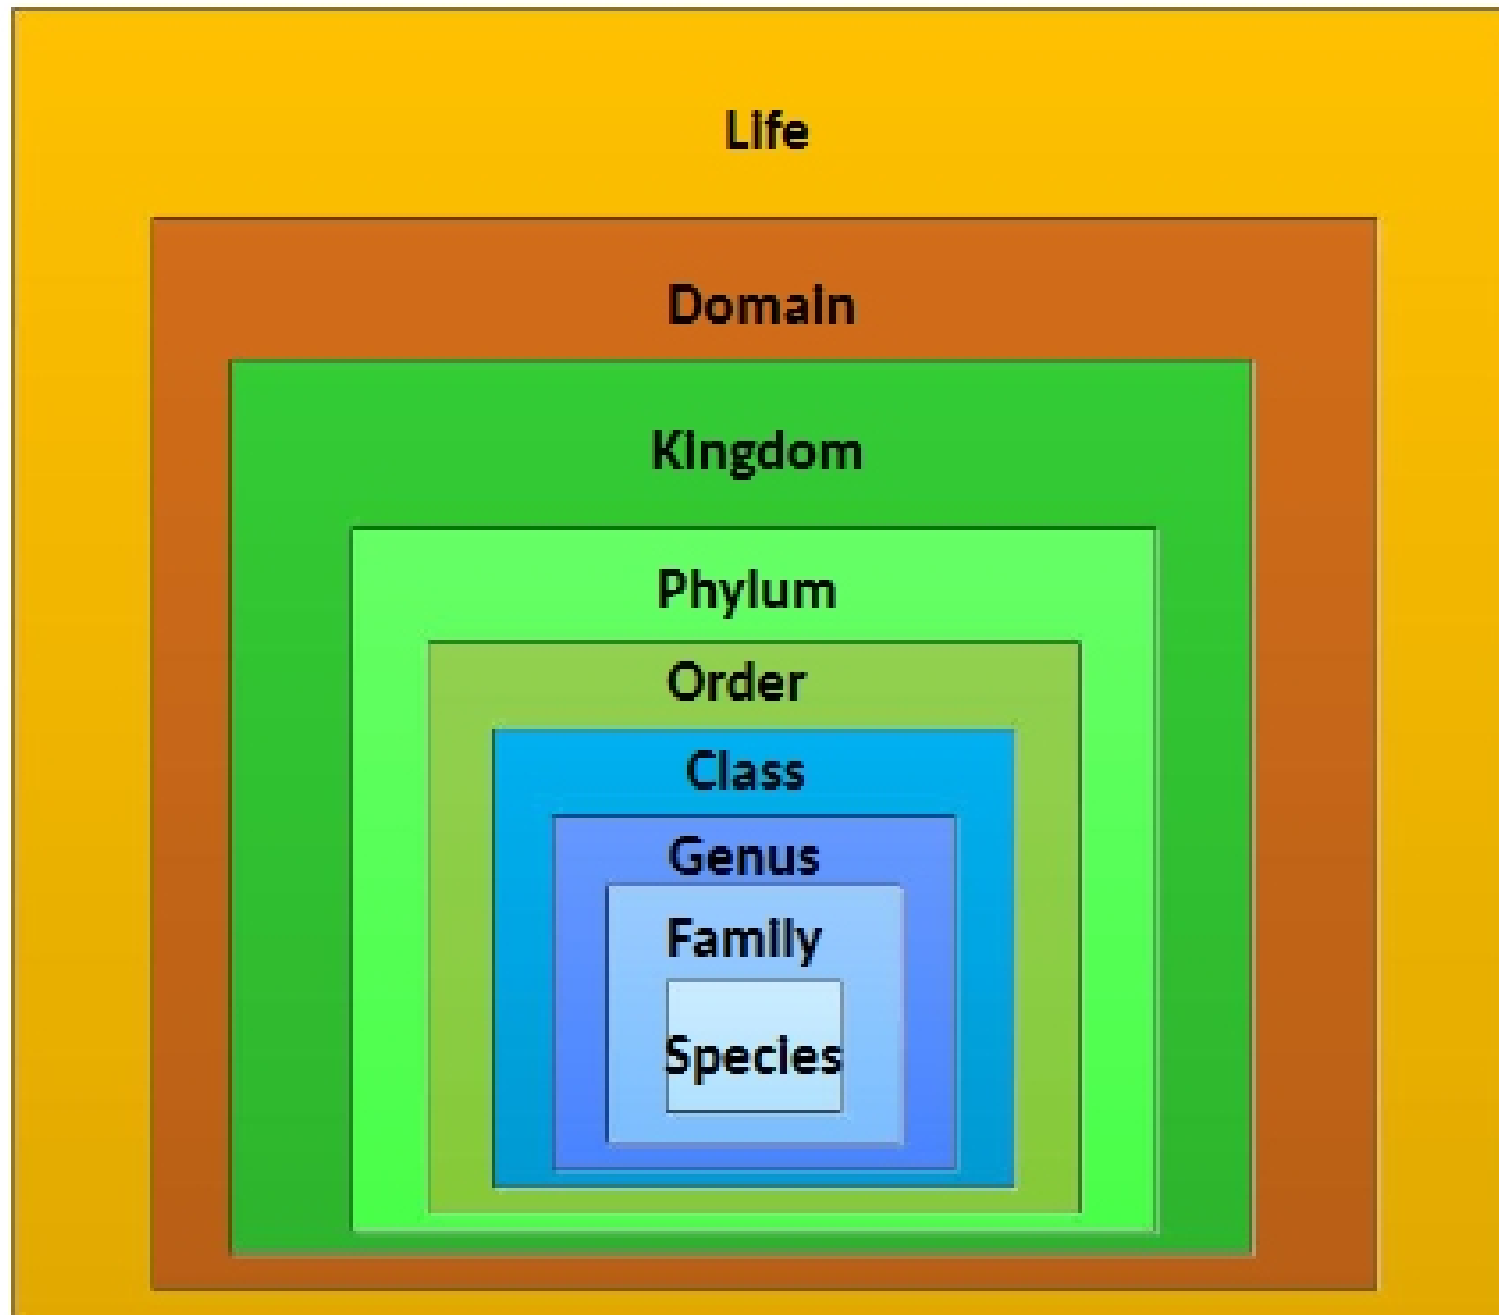 Life
Domain
Kingdom
Phylum
Order
Class
Genus
Family
Species